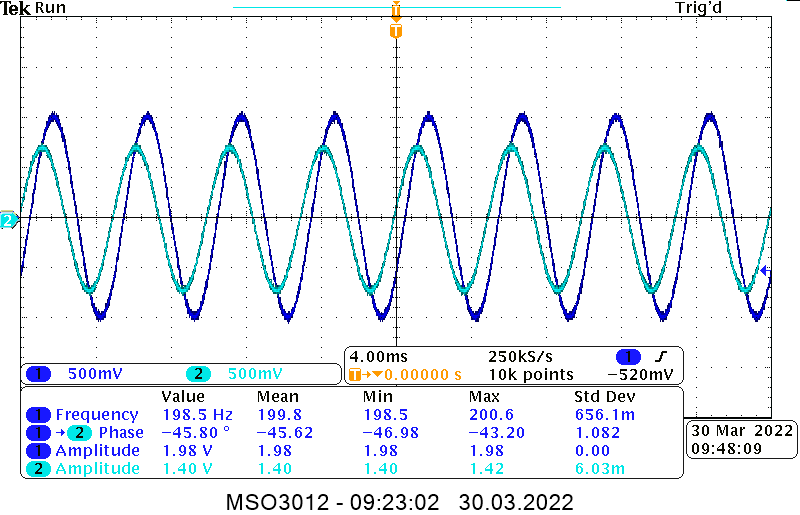 Tek Run Trig'd
T
T
2
4.00ms 250kS/s 1
1 500mV 2 500mV T→▼0.00000 s 10k points −520mV
Value Mean Min Max Std Dev
1 Frequency 198.5 Hz 199.8 198.5 200.6 656.1m
1 → 2 Phase −45.80 ° −45.62 −46.98 −43.20 1.082
1 Amplitude 1.98 V 1.98 1.98 1.98 0.00
2 Amplitude 1.40 V 1.40 1.40 1.42 6.03m
30 Mar 2022
09:48:09
MSO3012 - 09:23:02 30.03.2022